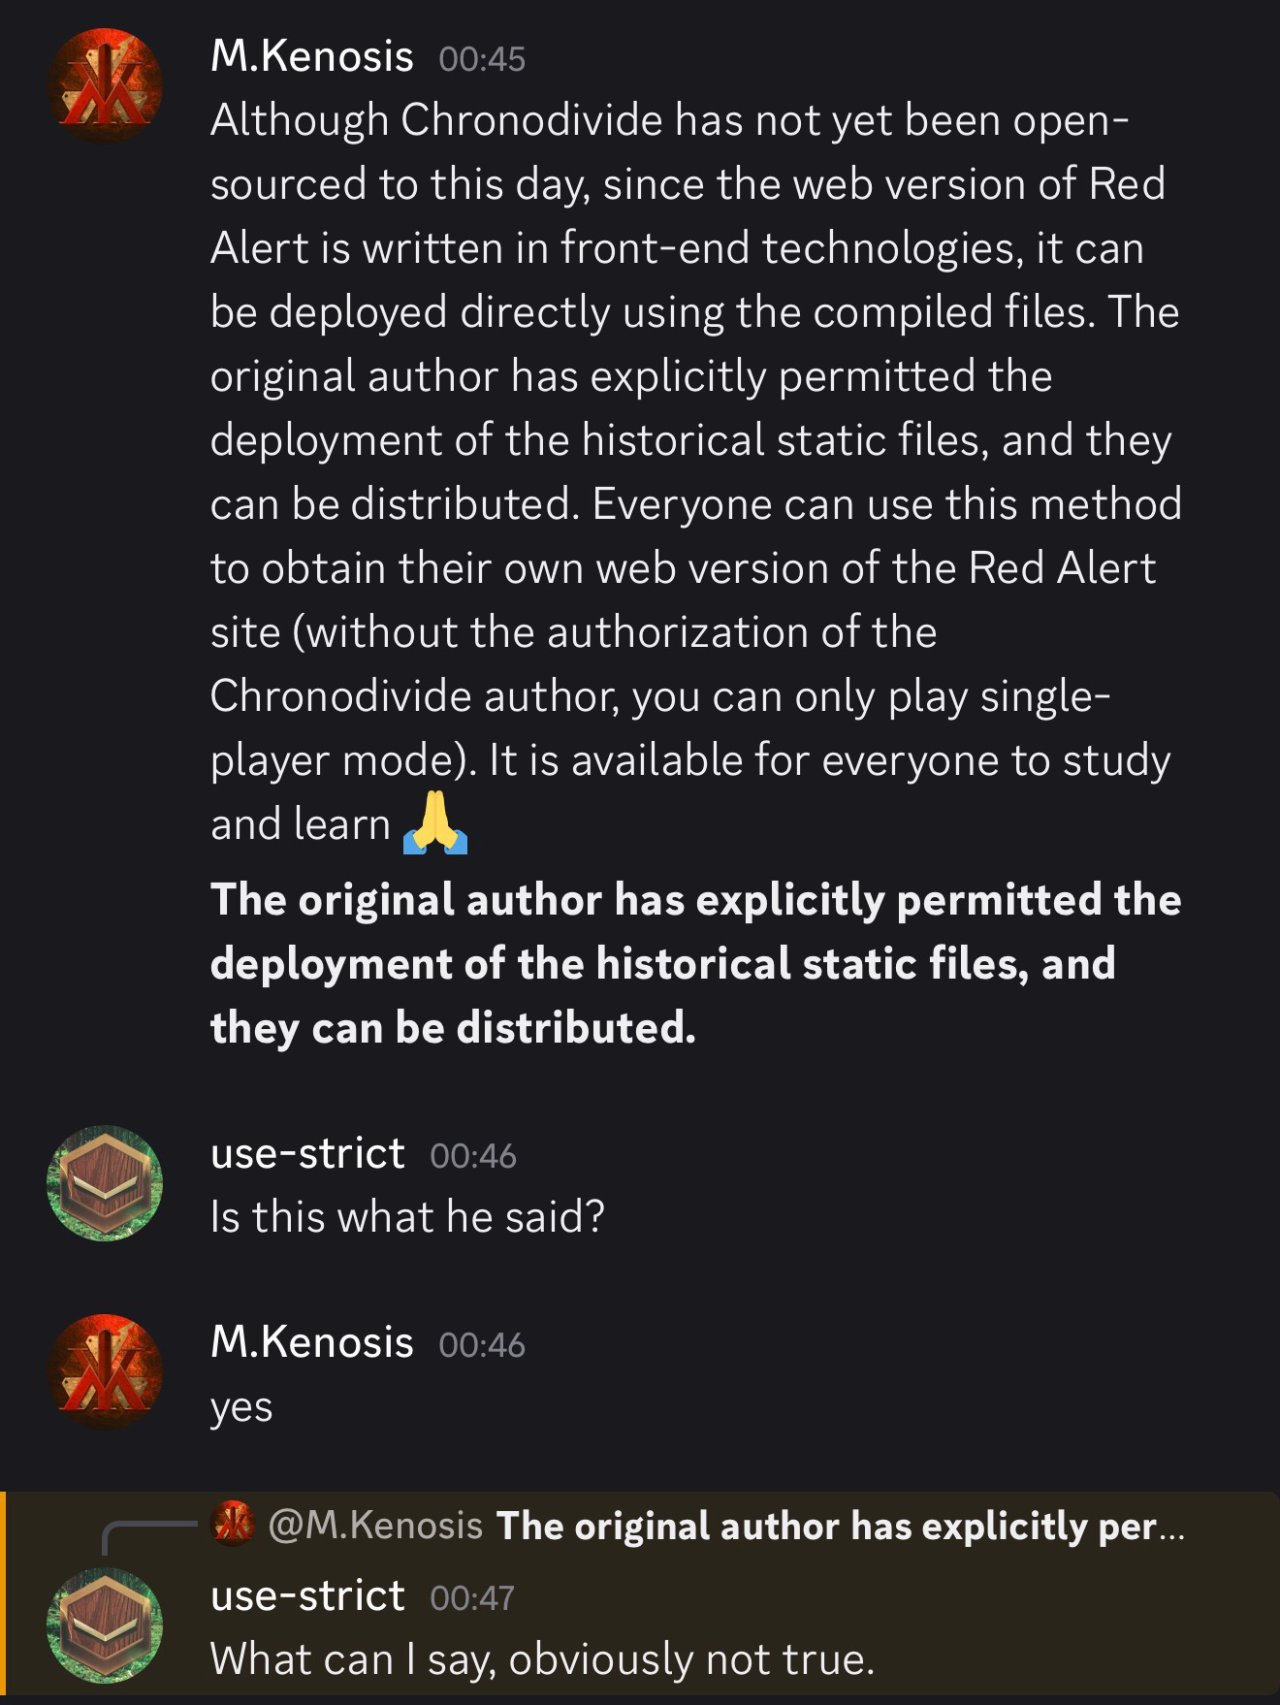 M.Kenosis 00:45
Although Chronodivide has not yet been open-
sourced to this day, since the web version of Red
Alert is written in front-end technologies, it can
be deployed directly using the compiled files. The
original author has explicitly permitted the
deployment of the historical static files, and they
can be distributed. Everyone can use this method
to obtain their own web version of the Red Alert
site (without the authorization of the
Chronodivide author, you can only play single-
player mode). It is available for everyone to study
and learn 🙏
The original author has explicitly permitted the
deployment of the historical static files, and
they can be distributed.
use-strict 00:46
Is this what he said?
M.Kenosis 00:46
yes
@M.Kenosis The original author has explicitly per...
use-strict 00:47
What can I say, obviously not true.